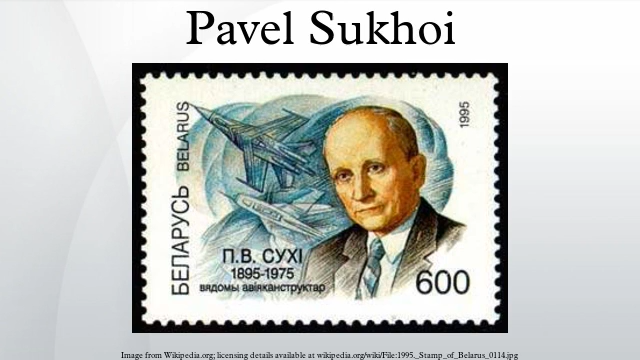 Pavel Sukhoi
БЕЛАРУСЬ BELARUS
1995
П.В. СУХІ
1895-1975
вядомы авіяканструктар
600
Image from Wikipedia.org; licensing details available at wikipedia.org/wiki/File:1995._Stamp_of_Belarus_0114.jpg